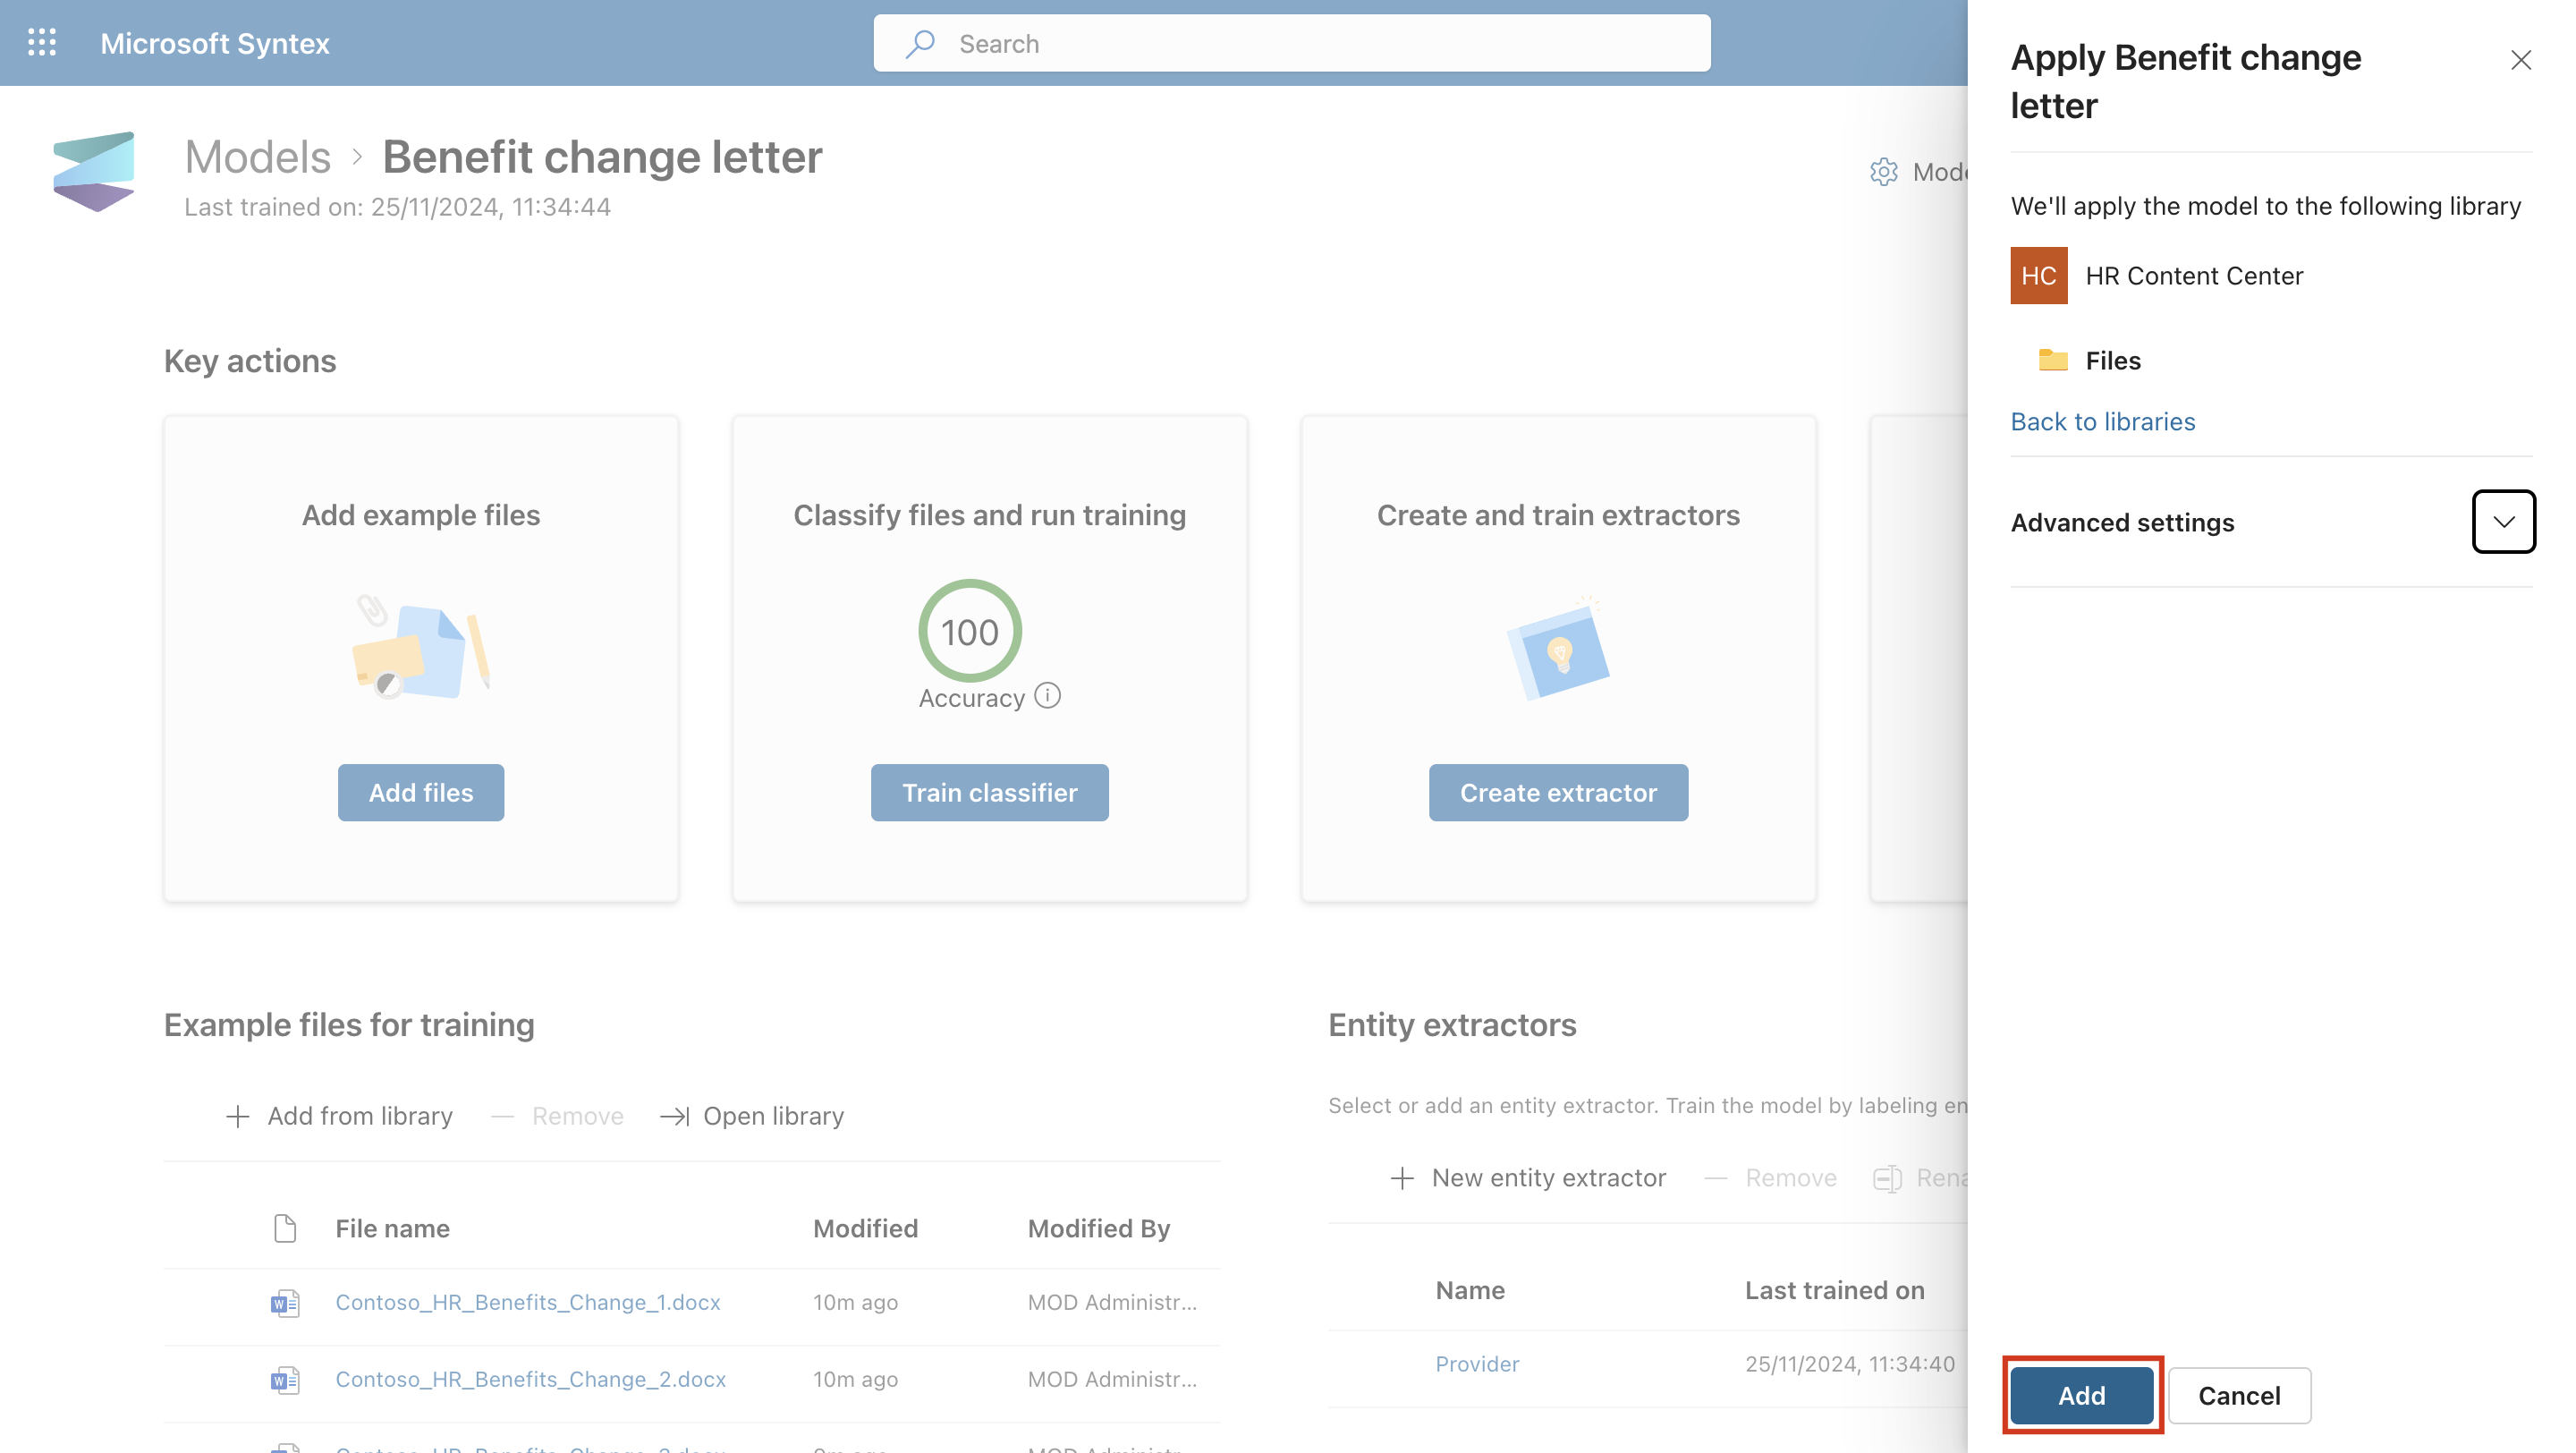 Microsoft Syntex
Search
Models > Benefit change letter
Last trained on: 25/11/2024, 11:34:44
Key actions
Add example files
Add files
Classify files and run training
100
Accuracy
Train classifier
Create and train extractors
Create extractor
Example files for training
Add from library
Remove
Open library
File name Modified Modified By
Contoso_HR_Benefits_Change_1.docx 10m ago MOD Administr...
Contoso_HR_Benefits_Change_2.docx 10m ago MOD Administr...
Entity extractors
Select or add an entity extractor. Train the model by labeling en
New entity extractor
Remove
Rena
Name Last trained on
Provider 25/11/2024, 11:34:40
Apply Benefit change
letter
We'll apply the model to the following library
HC HR Content Center
Files
Back to libraries
Advanced settings
Add
Cancel